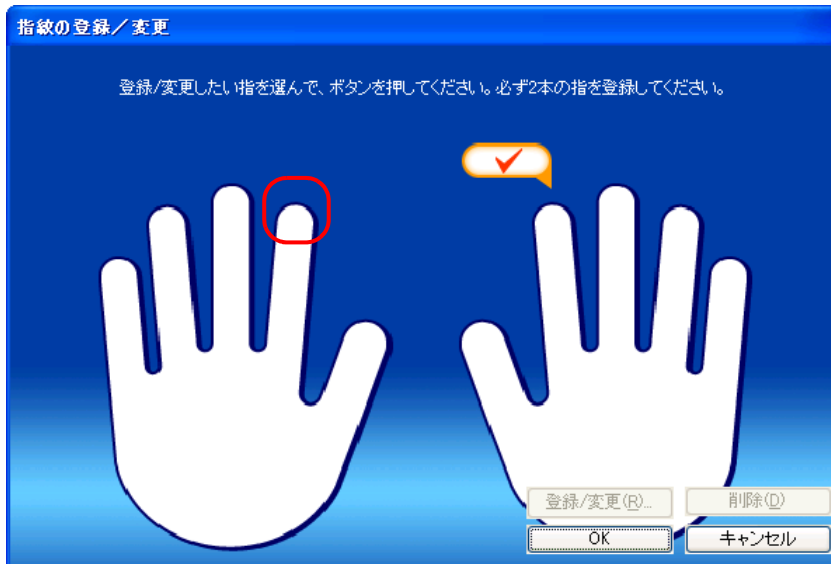 指紋の登録／変更
登録/変更したい指を選んで、ボタンを押してください。必ず2本の指を登録してください。
登録/変更(R)...
削除(D)
OK
キャンセル